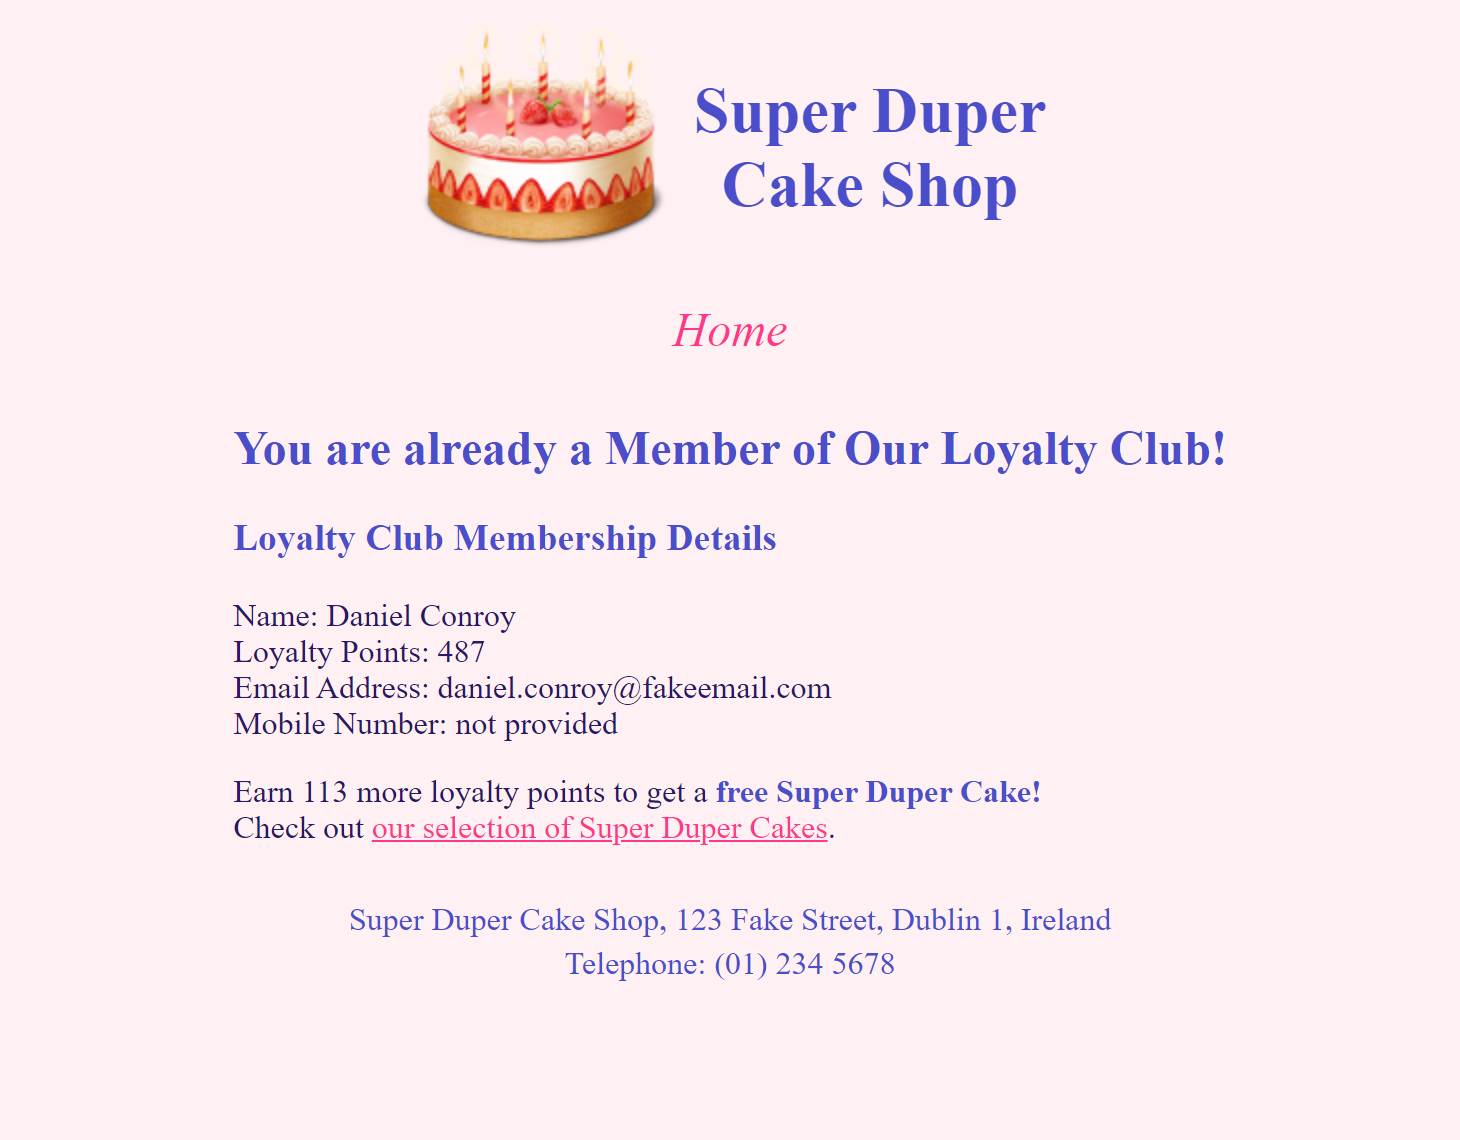 Super Duper
Cake Shop
Home
You are already a Member of Our Loyalty Club!
Loyalty Club Membership Details
Name: Daniel Conroy
Loyalty Points: 487
Email Address: daniel.conroy@fakeemail.com
Mobile Number: not provided
Earn 113 more loyalty points to get a free Super Duper Cake!
Check out our selection of Super Duper Cakes.
Super Duper Cake Shop, 123 Fake Street, Dublin 1, Ireland
Telephone: (01) 234 5678